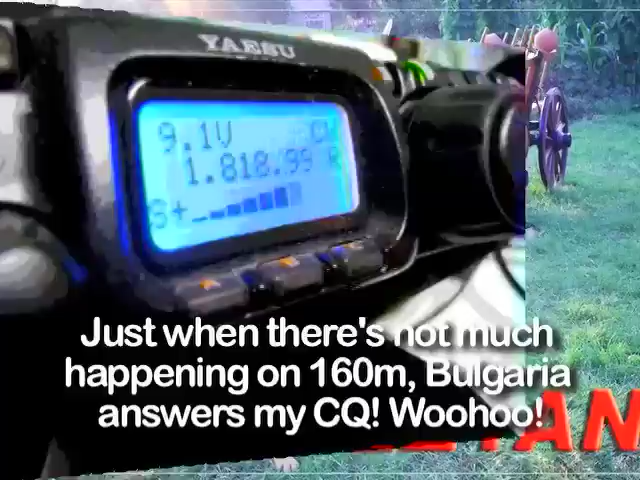 YAESU
9.1V CW
1.818.99 R
S+
Just when there's not much
happening on 160m, Bulgaria
answers my CQ! Woohoo!